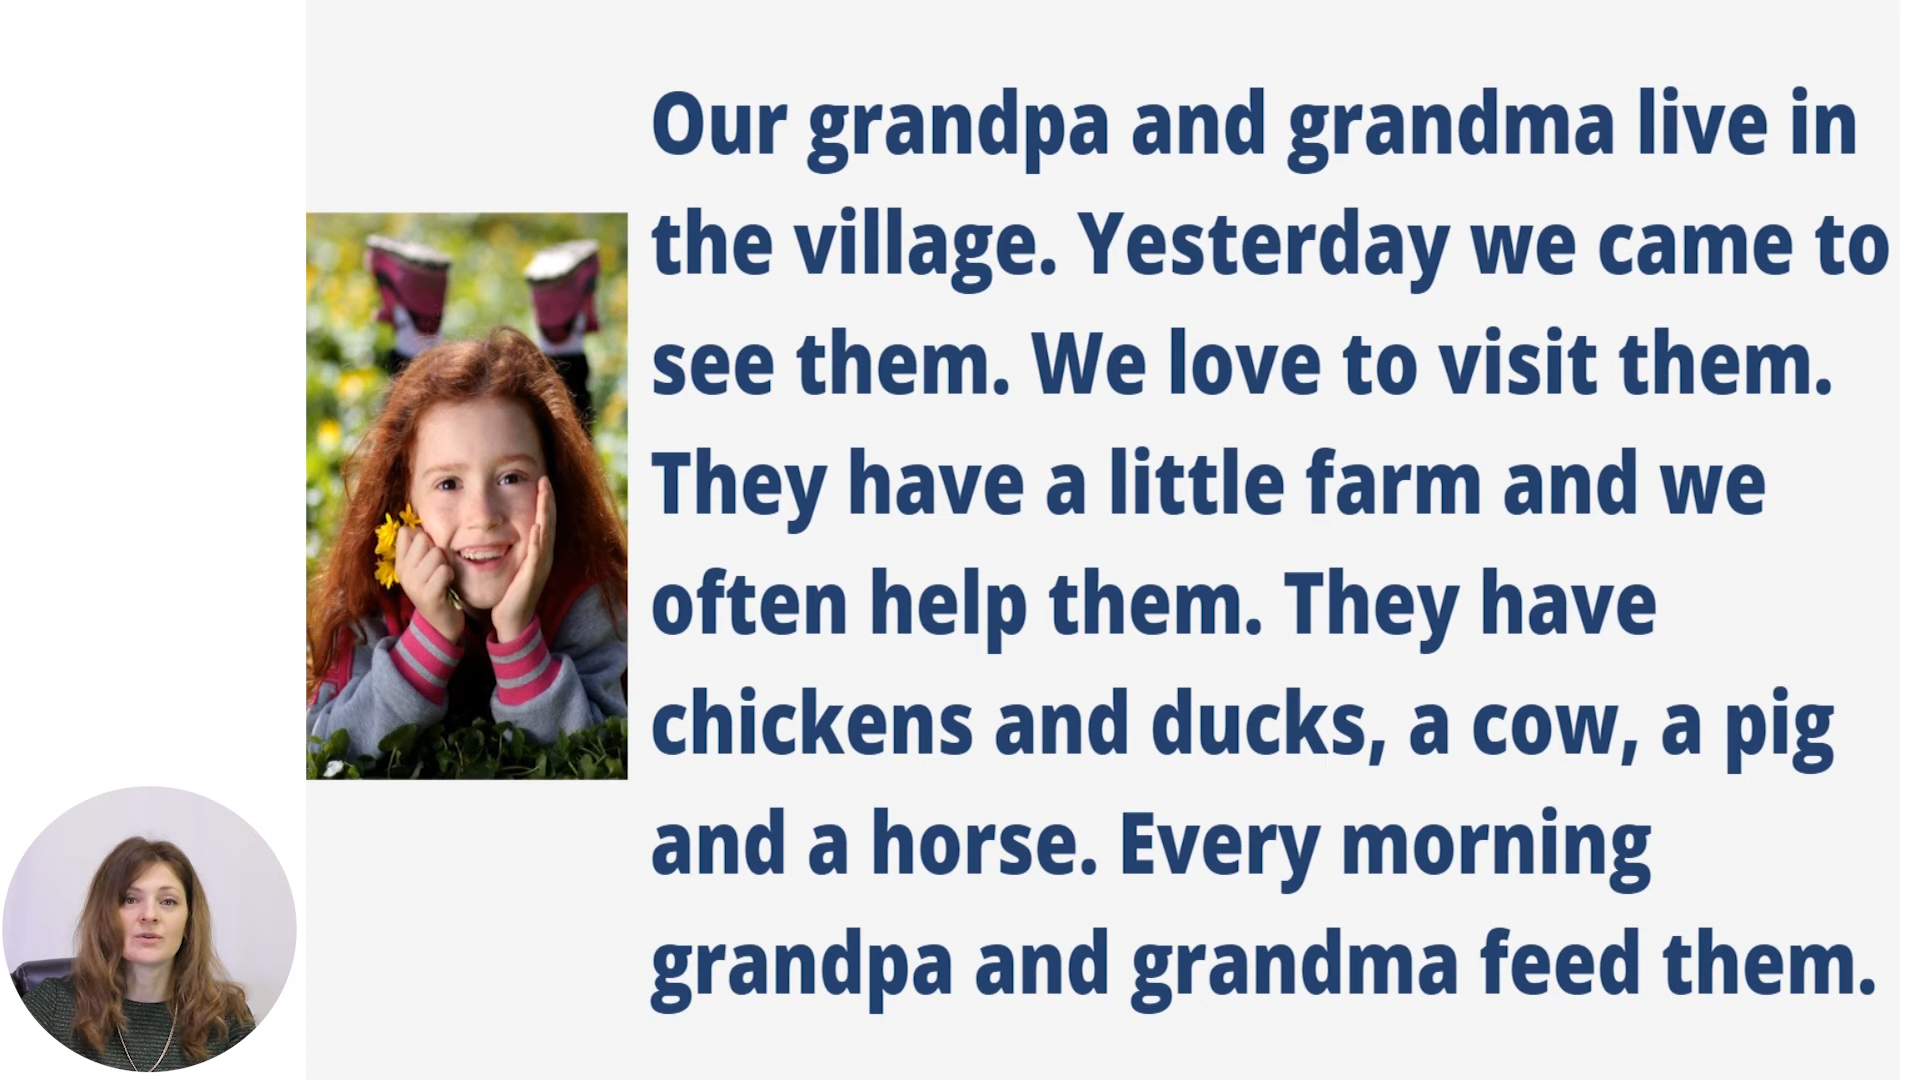 Our grandpa and grandma live in
the village. Yesterday we came to
see them. We love to visit them.
They have a little farm and we
often help them. They have
chickens and ducks, a cow, a pig
and a horse. Every morning
grandpa and grandma feed them.